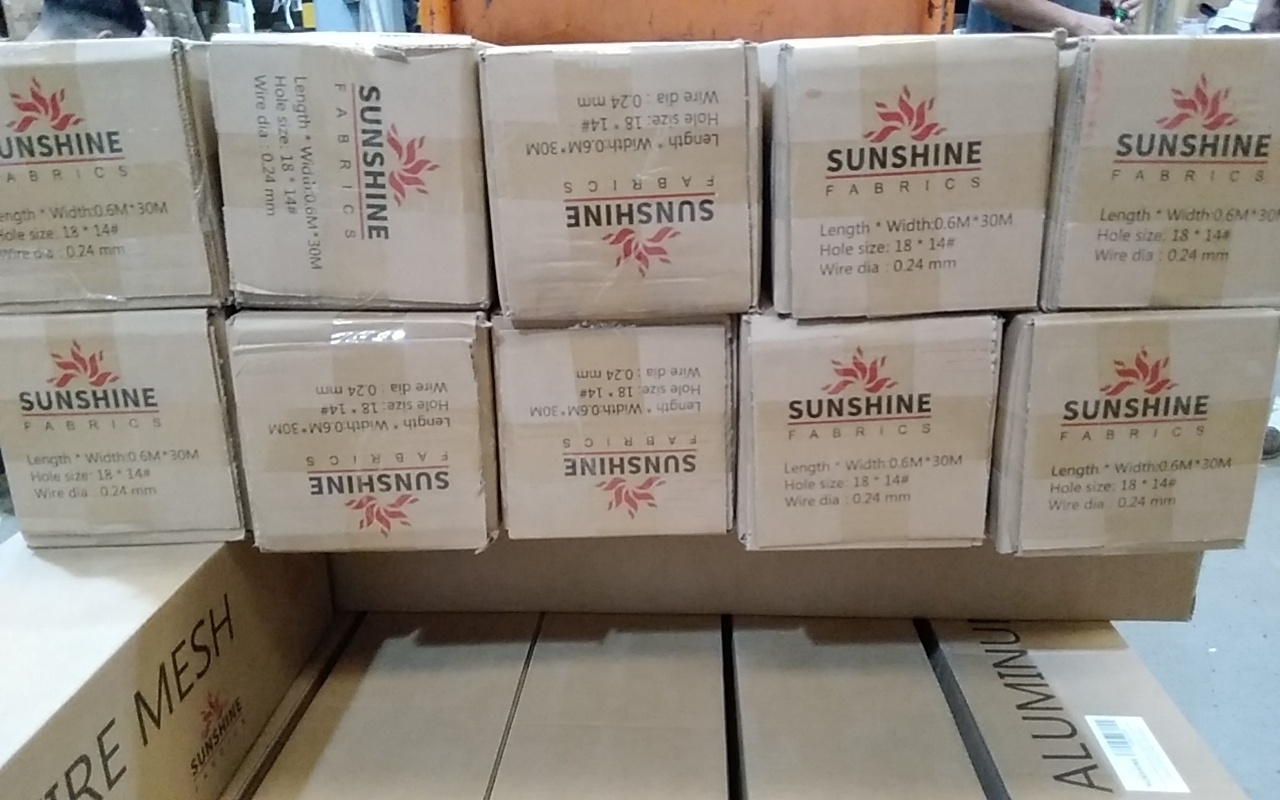 SUNSHINE
FABRICS
Length * Width:0.6M*30M
Hole size: 18 * 14#
Wire dia : 0.24 mm
SUNSHINE
FABRICS
Length * Width:0.6M*30M
Hole size: 18 * 14#
Wire dia : 0.24 mm
SUNSHINE
FABRICS
Length * Width:0.6M*30M
Hole size: 18 * 14#
Wire dia : 0.24 mm
SUNSHINE
FABRICS
Length * Width:0.6M*30M
Hole size: 18 * 14#
Wire dia : 0.24 mm
SUNSHINE
FABRICS
Length * Width:0.6M*30M
Hole size: 18 * 14#
Wire dia : 0.24 mm
SUNSHINE
FABRICS
Length * Width:0.6M*30M
Hole size: 18 * 14#
Wire dia : 0.24 mm
SUNSHINE
FABRICS
Length * Width:0.6M*30M
Hole size: 18 * 14#
Wire dia : 0.24 mm
SUNSHINE
FABRICS
Length * Width:0.6M*30M
Hole size: 18 * 14#
Wire dia : 0.24 mm
SUNSHINE
FABRICS
Length * Width:0.6M*30M
Hole size: 18 * 14#
Wire dia : 0.24 mm
SUNSHINE
FABRICS
Length * Width:0.6M*30M
Hole size: 18 * 14#
Wire dia : 0.24 mm
IRE MESH
SUNSHINE
FABRICS
ALUMINU